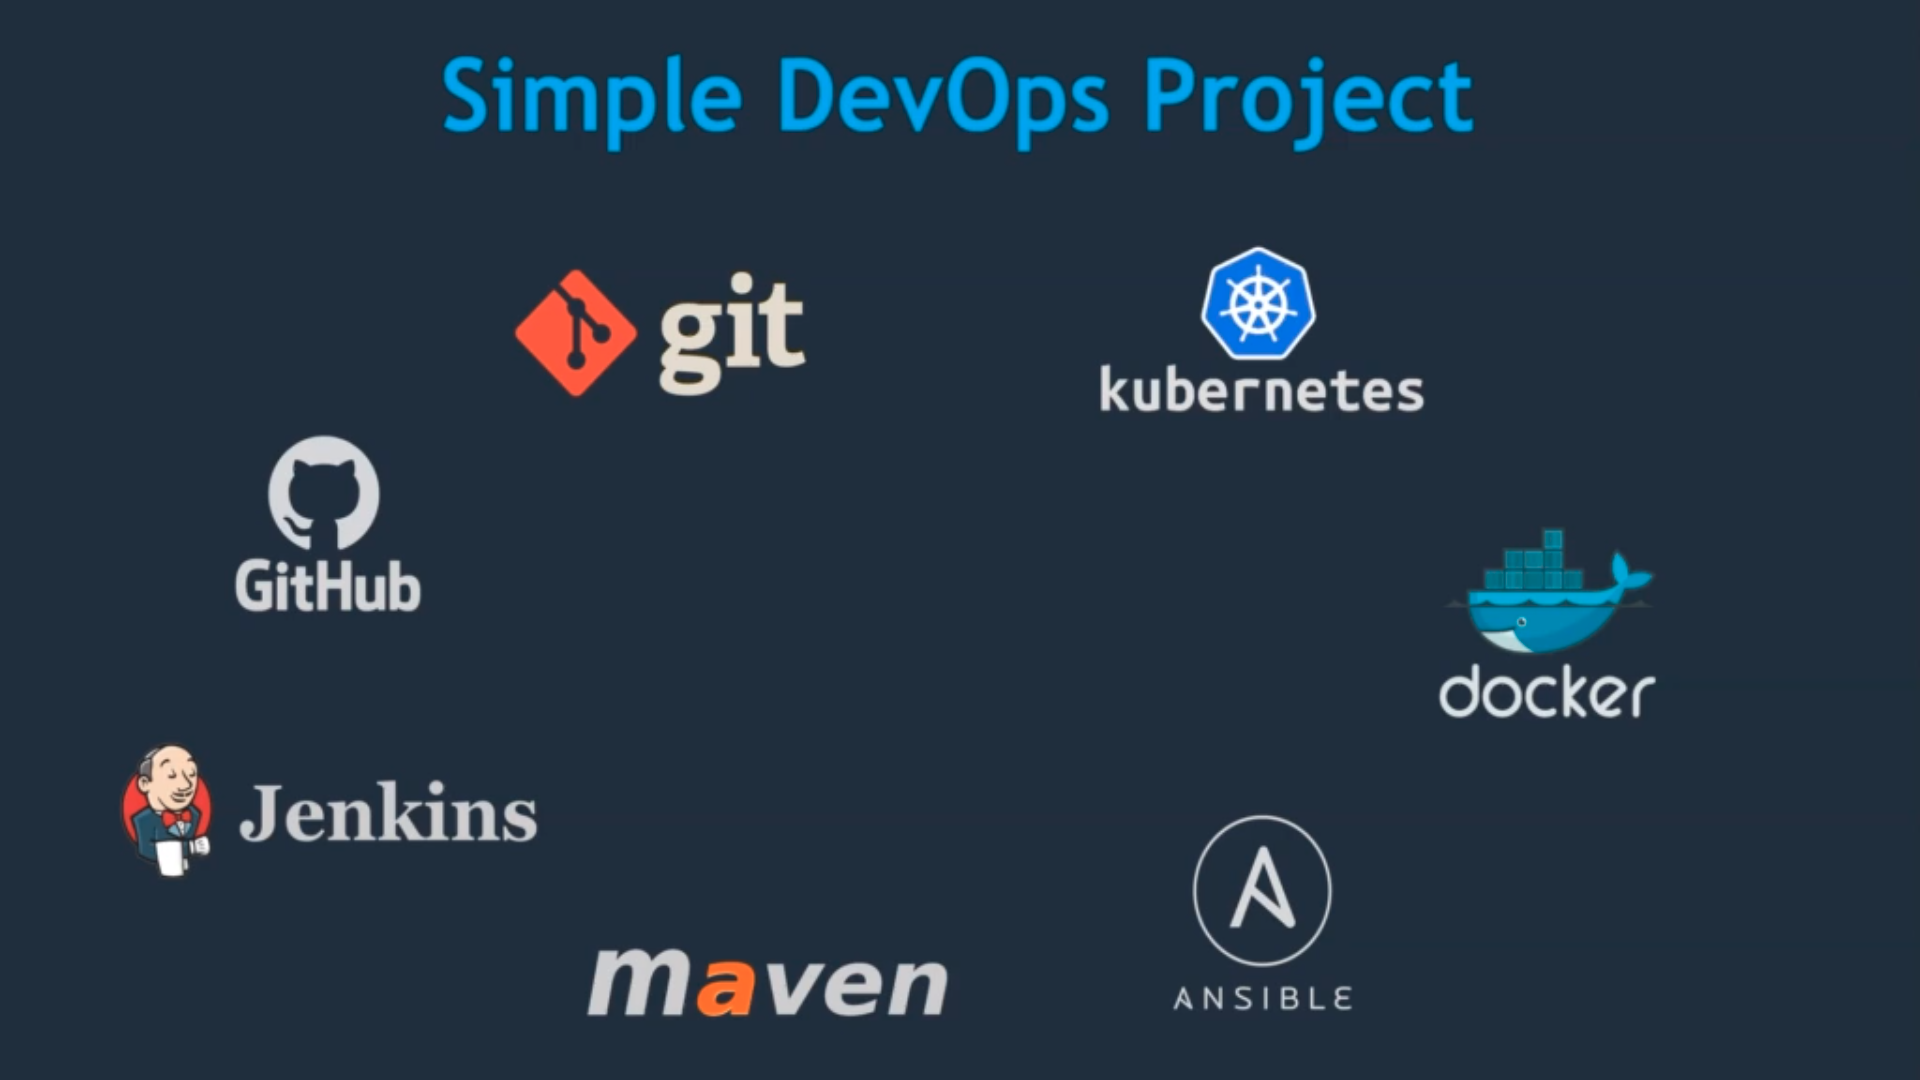 Simple DevOps Project
git
kubernetes
GitHub
docker
Jenkins
maven
ANSIBLE